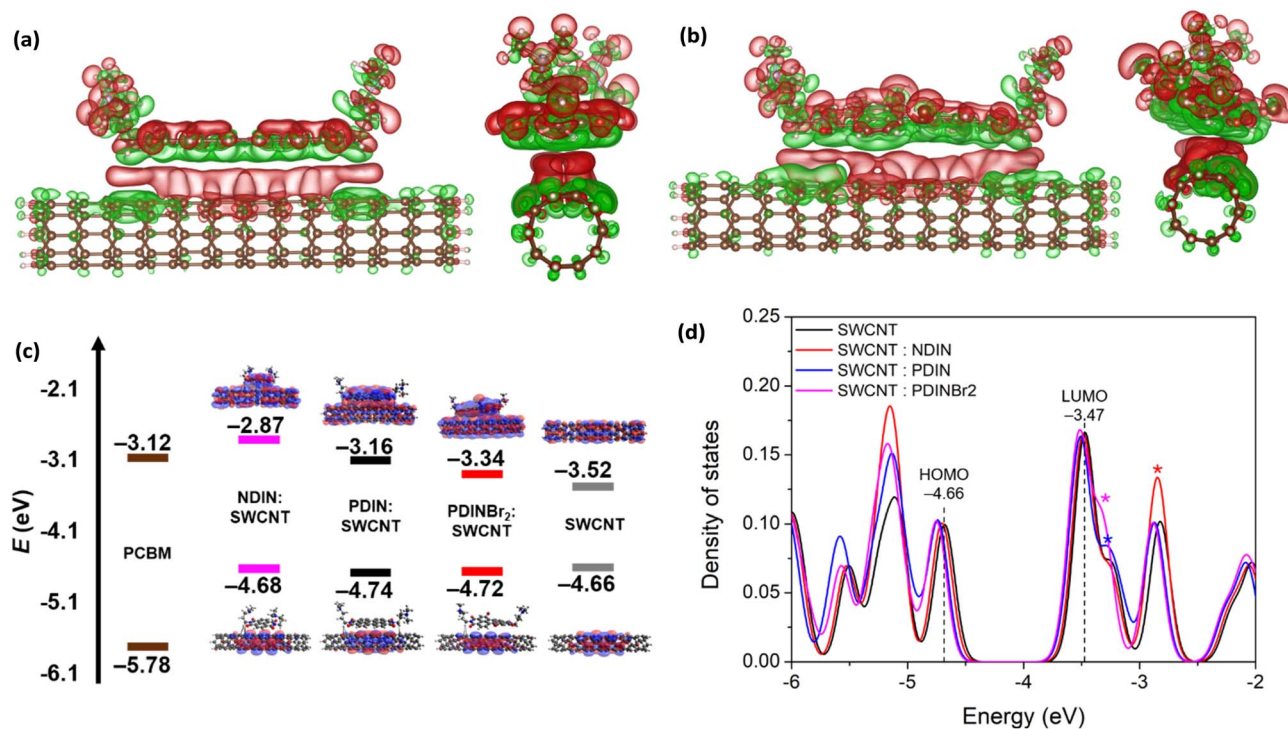 (a)
(b)
(c)
E (eV)
-2.1
-3.1
-4.1
-5.1
-6.1
–3.12
PCBM
–5.78
–2.87
NDIN:
SWCNT
–4.68
–3.16
PDIN:
SWCNT
–4.74
–3.34
PDINBr2:
SWCNT
–4.72
–3.52
SWCNT
–4.66
(d)
Density of states
0.25
0.20
0.15
0.10
0.05
0.00
SWCNT
SWCNT : NDIN
SWCNT : PDIN
SWCNT : PDINBr2
HOMO
–4.66
LUMO
–3.47
*
*
*
-6
-5
-4
-3
-2
Energy (eV)